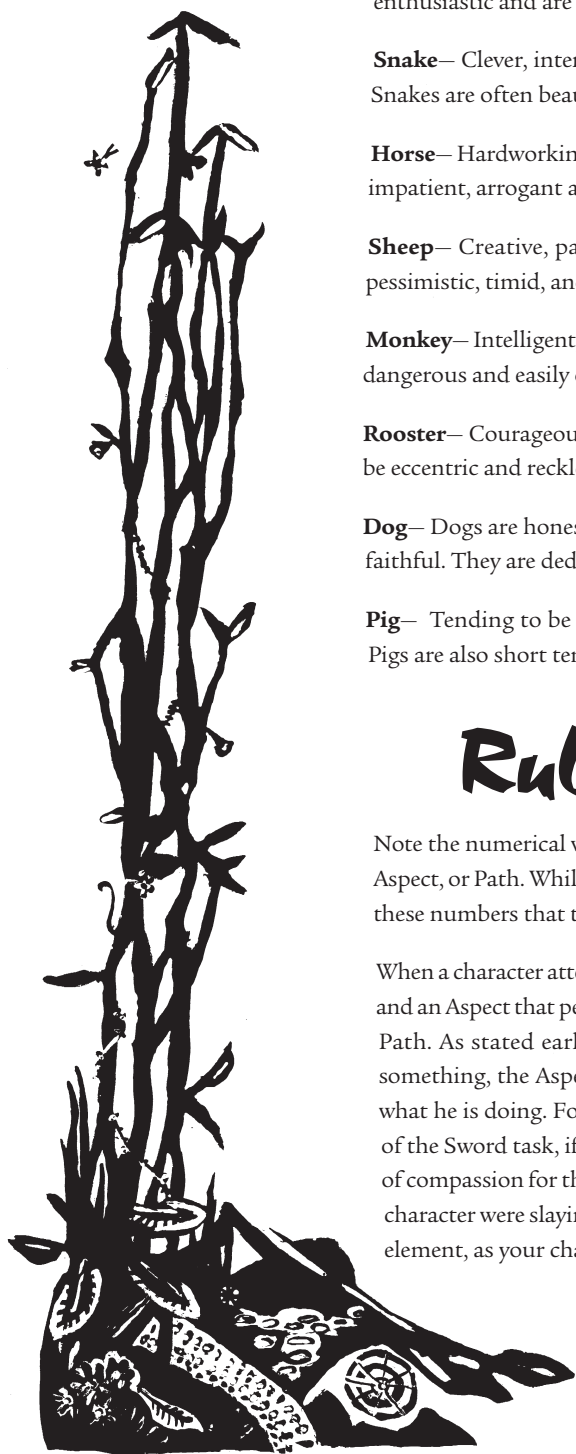 enthusiastic and are
Snake— Clever, inter
Snakes are often beau
Horse— Hardworkin
impatient, arrogant a
Sheep— Creative, pa
pessimistic, timid, an
Monkey— Intelligent
dangerous and easily
Rooster— Courageou
be eccentric and reckl
Dog— Dogs are hones
faithful. They are ded
Pig— Tending to be
Pigs are also short ter
Rul
Note the numerical v
Aspect, or Path. Whil
these numbers that t
When a character atte
and an Aspect that pe
Path. As stated earl
something, the Aspe
what he is doing. Fo
of the Sword task, if
of compassion for th
character were slayin
element, as your cha